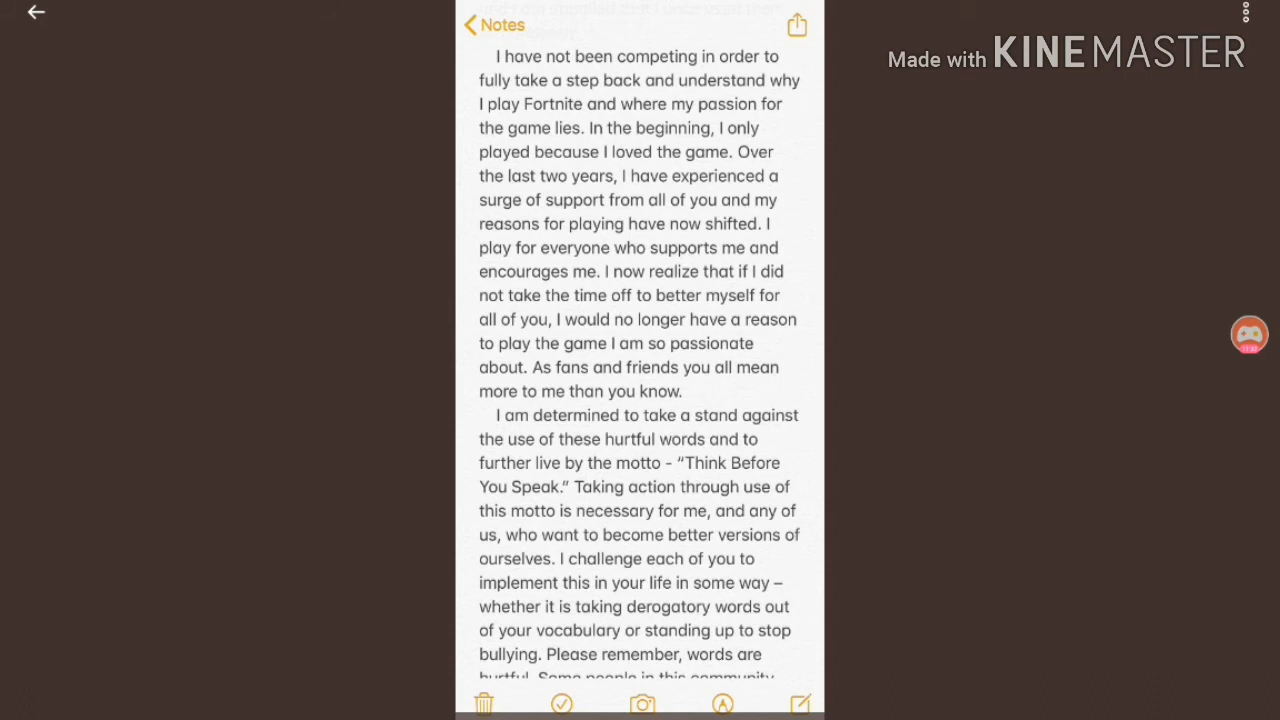 Notes
Made with KINEMASTER
I have not been competing in order to
fully take a step back and understand why
I play Fortnite and where my passion for
the game lies. In the beginning, I only
played because I loved the game. Over
the last two years, I have experienced a
surge of support from all of you and my
reasons for playing have now shifted. I
play for everyone who supports me and
encourages me. I now realize that if I did
not take the time off to better myself for
all of you, I would no longer have a reason
to play the game I am so passionate
about. As fans and friends you all mean
more to me than you know.
I am determined to take a stand against
the use of these hurtful words and to
further live by the motto - “Think Before
You Speak.” Taking action through use of
this motto is necessary for me, and any of
us, who want to become better versions of
ourselves. I challenge each of you to
implement this in your life in some way –
whether it is taking derogatory words out
of your vocabulary or standing up to stop
bullying. Please remember, words are
hurtful. Some people in this community